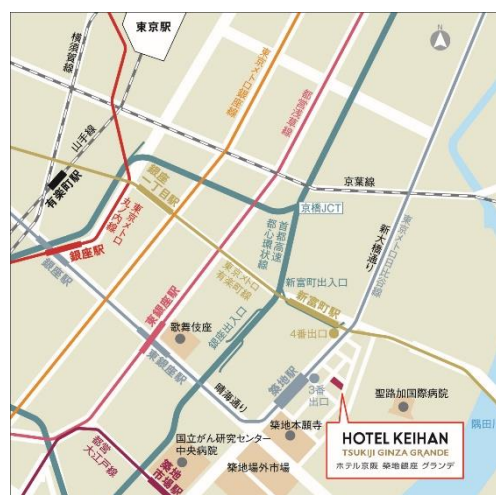 東京駅
N
横須賀線
山手線
東京メトロ銀座線
都営浅草線
京葉線
有楽町駅
東京メトロ
丸ノ内線
銀座
一丁目駅
京橋JCT
首都高速
都心環状線
新大橋通り
東京メトロ日比谷線
銀座駅
銀座駅
東京メトロ
有楽町線
新富町出入口
新富町駅
東銀座駅
歌舞伎座
銀座出入口
4番出口
東銀座駅
晴海通り
築地駅
3番
出口
聖路加国際病院
隅田川
築地本願寺
国立がん研究センター
中央病院
都営
大江戸線
築地
市場駅
築地場外市場
HOTEL KEIHAN
TSUKIJI GINZA GRANDE
ホテル京阪 築地銀座 グランデ